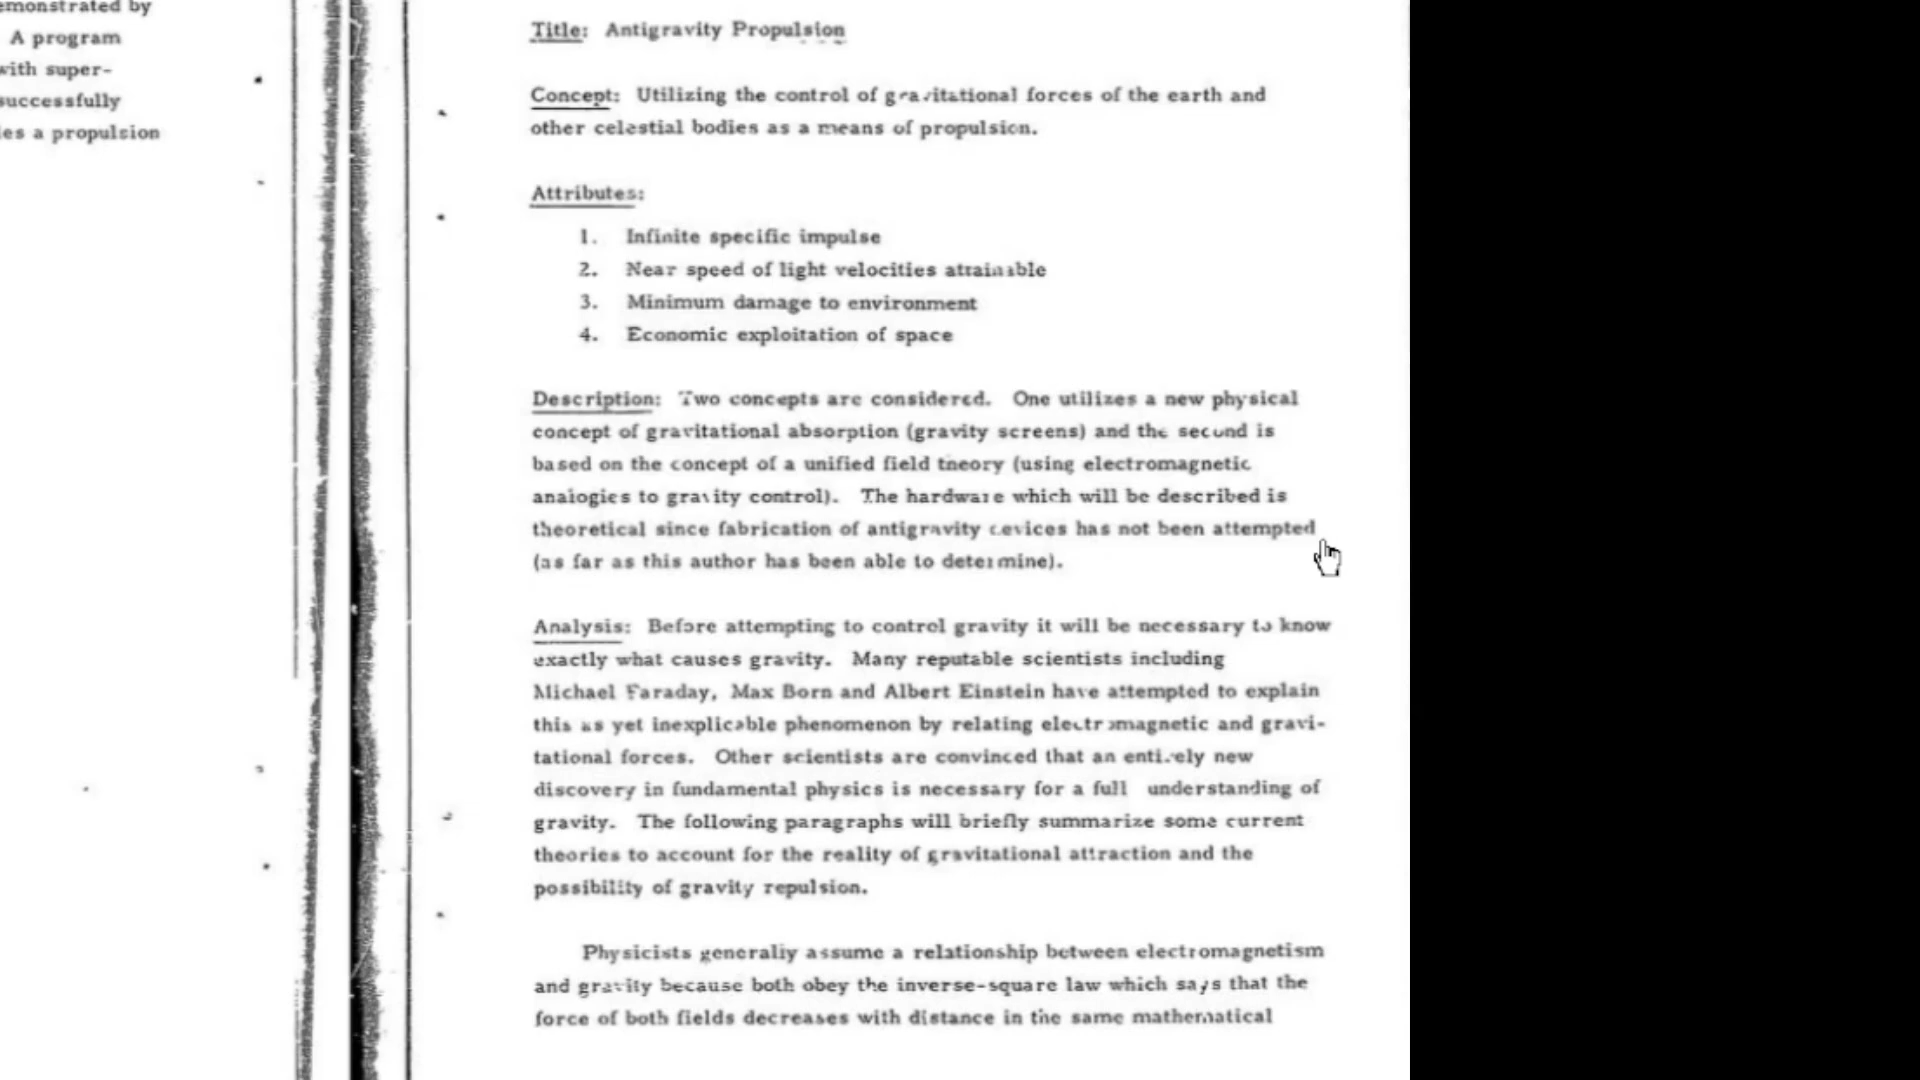 emonstrated by
A program
with super-
successfully
les a propulsion
Title: Antigravity Propulsion
Concept: Utilizing the control of gravitational forces of the earth and
other celestial bodies as a means of propulsion.
Attributes:
1. Infinite specific impulse
2. Near speed of light velocities attainable
3. Minimum damage to environment
4. Economic exploitation of space
Description: Two concepts are considered. One utilizes a new physical
concept of gravitational absorption (gravity screens) and the second is
based on the concept of a unified field theory (using electromagnetic
analogies to gravity control). The hardware which will be described is
theoretical since fabrication of antigravity devices has not been attempted
(as far as this author has been able to determine).
Analysis: Before attempting to control gravity it will be necessary to know
exactly what causes gravity. Many reputable scientists including
Michael Faraday, Max Born and Albert Einstein have attempted to explain
this as yet inexplicable phenomenon by relating electromagnetic and gravi-
tational forces. Other scientists are convinced that an entirely new
discovery in fundamental physics is necessary for a full understanding of
gravity. The following paragraphs will briefly summarize some current
theories to account for the reality of gravitational attraction and the
possibility of gravity repulsion.
Physicists generally assume a relationship between electromagnetism
and gravity because both obey the inverse-square law which says that the
force of both fields decreases with distance in the same mathematical